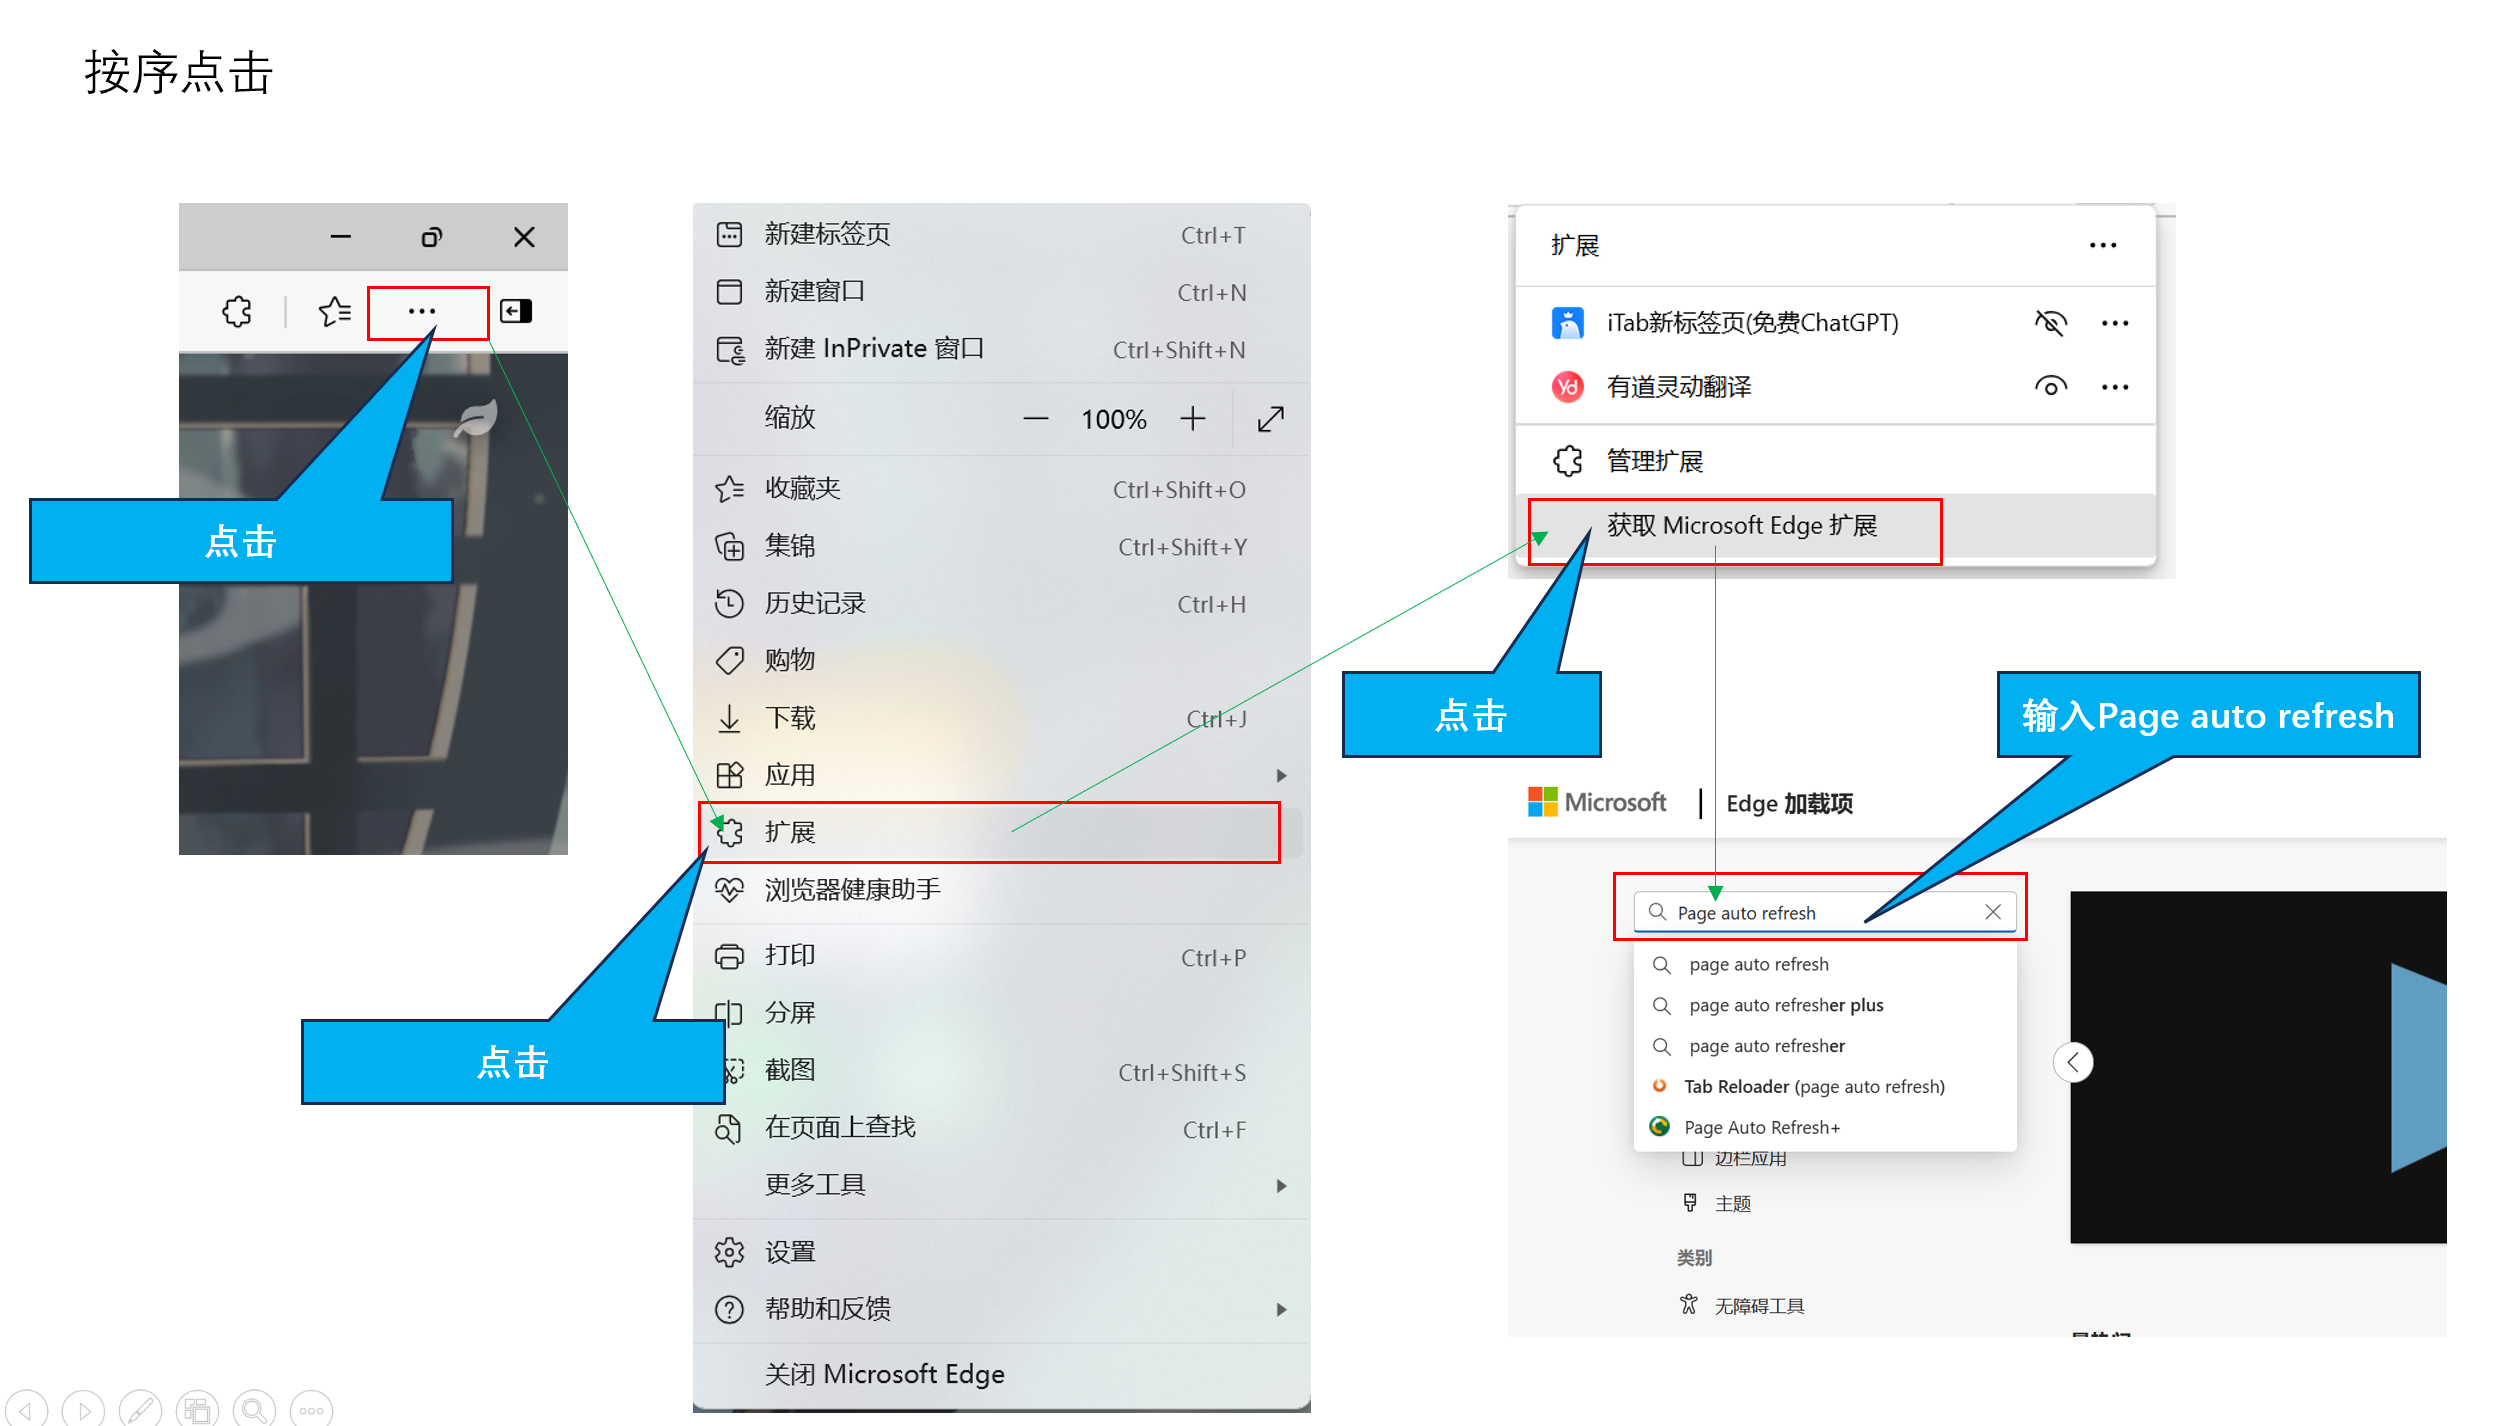 按序点击
点击
新建标签页 Ctrl+T
新建窗口 Ctrl+N
新建 InPrivate 窗口 Ctrl+Shift+N
缩放 — 100% +
收藏夹 Ctrl+Shift+O
集锦 Ctrl+Shift+Y
历史记录 Ctrl+H
购物
下载 Ctrl+J
应用
扩展
浏览器健康助手
打印 Ctrl+P
分屏
截图 Ctrl+Shift+S
在页面上查找 Ctrl+F
更多工具
设置
帮助和反馈
关闭 Microsoft Edge
点击
扩展
iTab新标签页(免费ChatGPT)
yd 有道灵动翻译
管理扩展
获取 Microsoft Edge 扩展
点击
输入Page auto refresh
Microsoft | Edge 加载项
Page auto refresh
page auto refresh
page auto refresher plus
page auto refresher
Tab Reloader (page auto refresh)
Page Auto Refresh+
边栏应用
主题
类别
无障碍工具